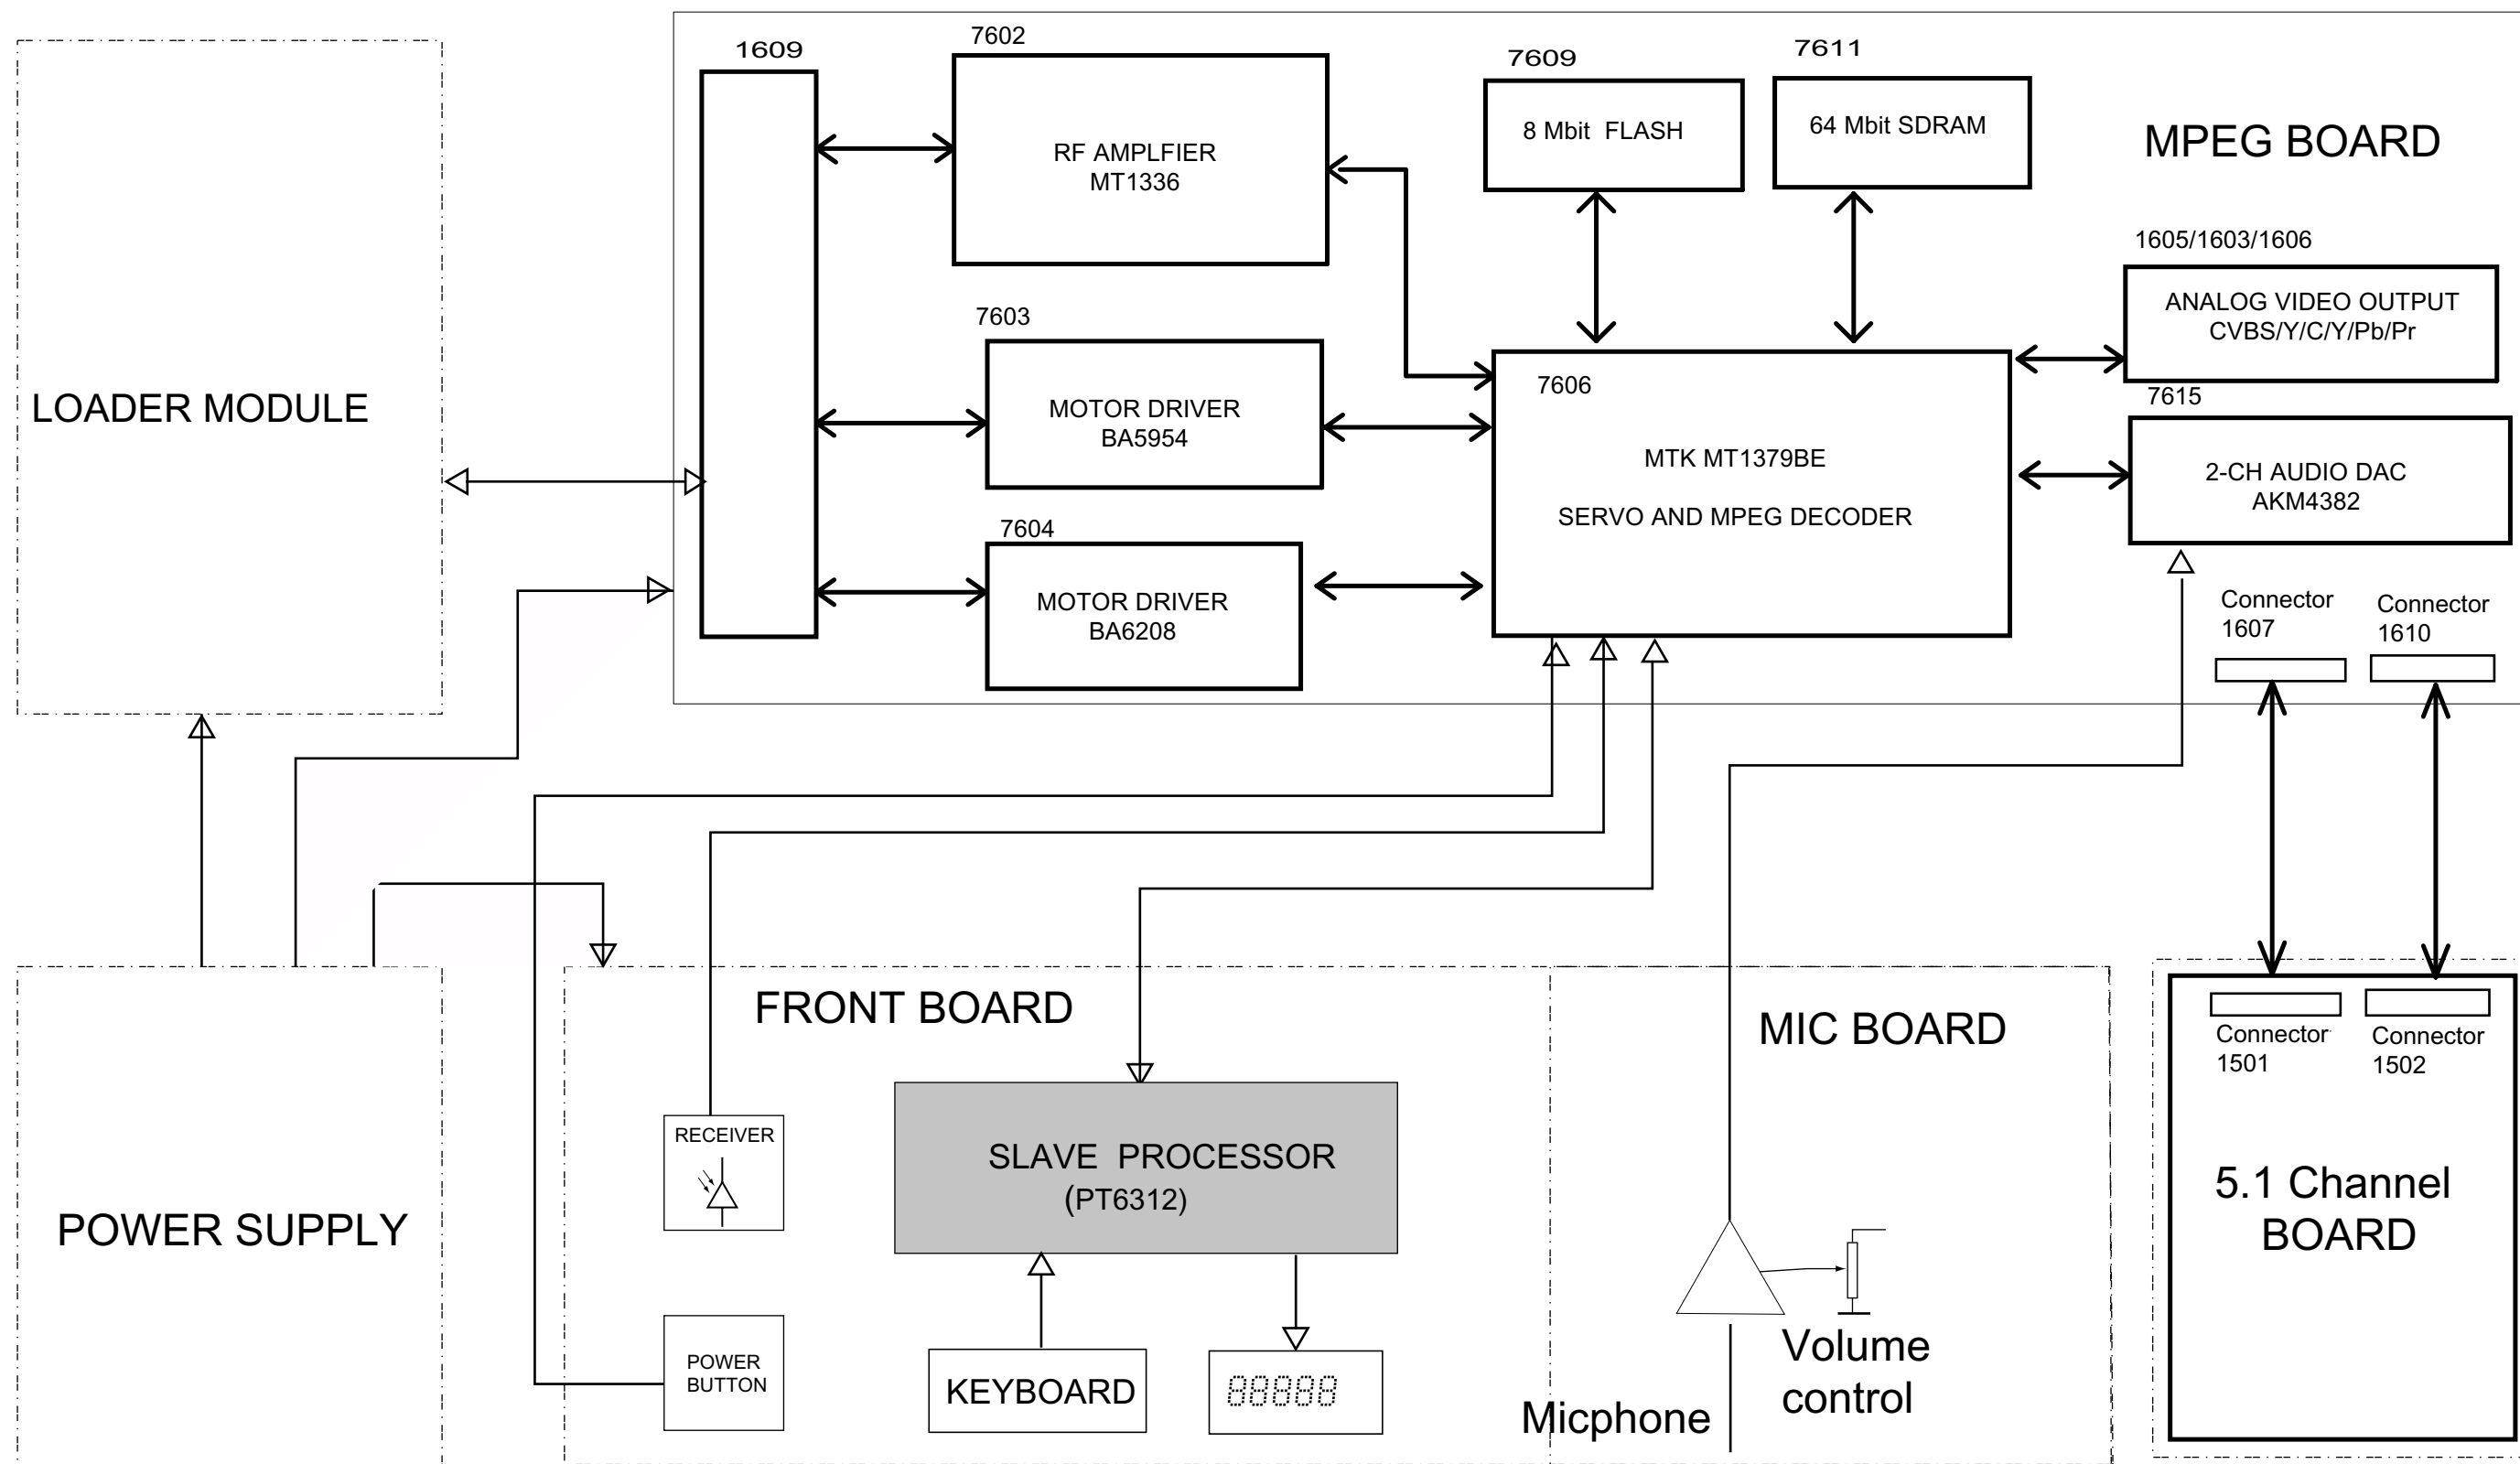 1609
7602
7609
7611
RF AMPLFIER
MT1336
8 Mbit FLASH
64 Mbit SDRAM
MPEG BOARD
1605/1603/1606
ANALOG VIDEO OUTPUT
CVBS/Y/C/Y/Pb/Pr
LOADER MODULE
7603
MOTOR DRIVER
BA5954
7606
MTK MT1379BE
SERVO AND MPEG DECODER
7615
2-CH AUDIO DAC
AKM4382
7604
MOTOR DRIVER
BA6208
Connector
1607
Connector
1610
FRONT BOARD
MIC BOARD
Connector
1501
Connector
1502
RECEIVER
SLAVE PROCESSOR
(PT6312)
5.1 Channel
BOARD
POWER SUPPLY
POWER
BUTTON
KEYBOARD
88888
Volume
control
Micphone